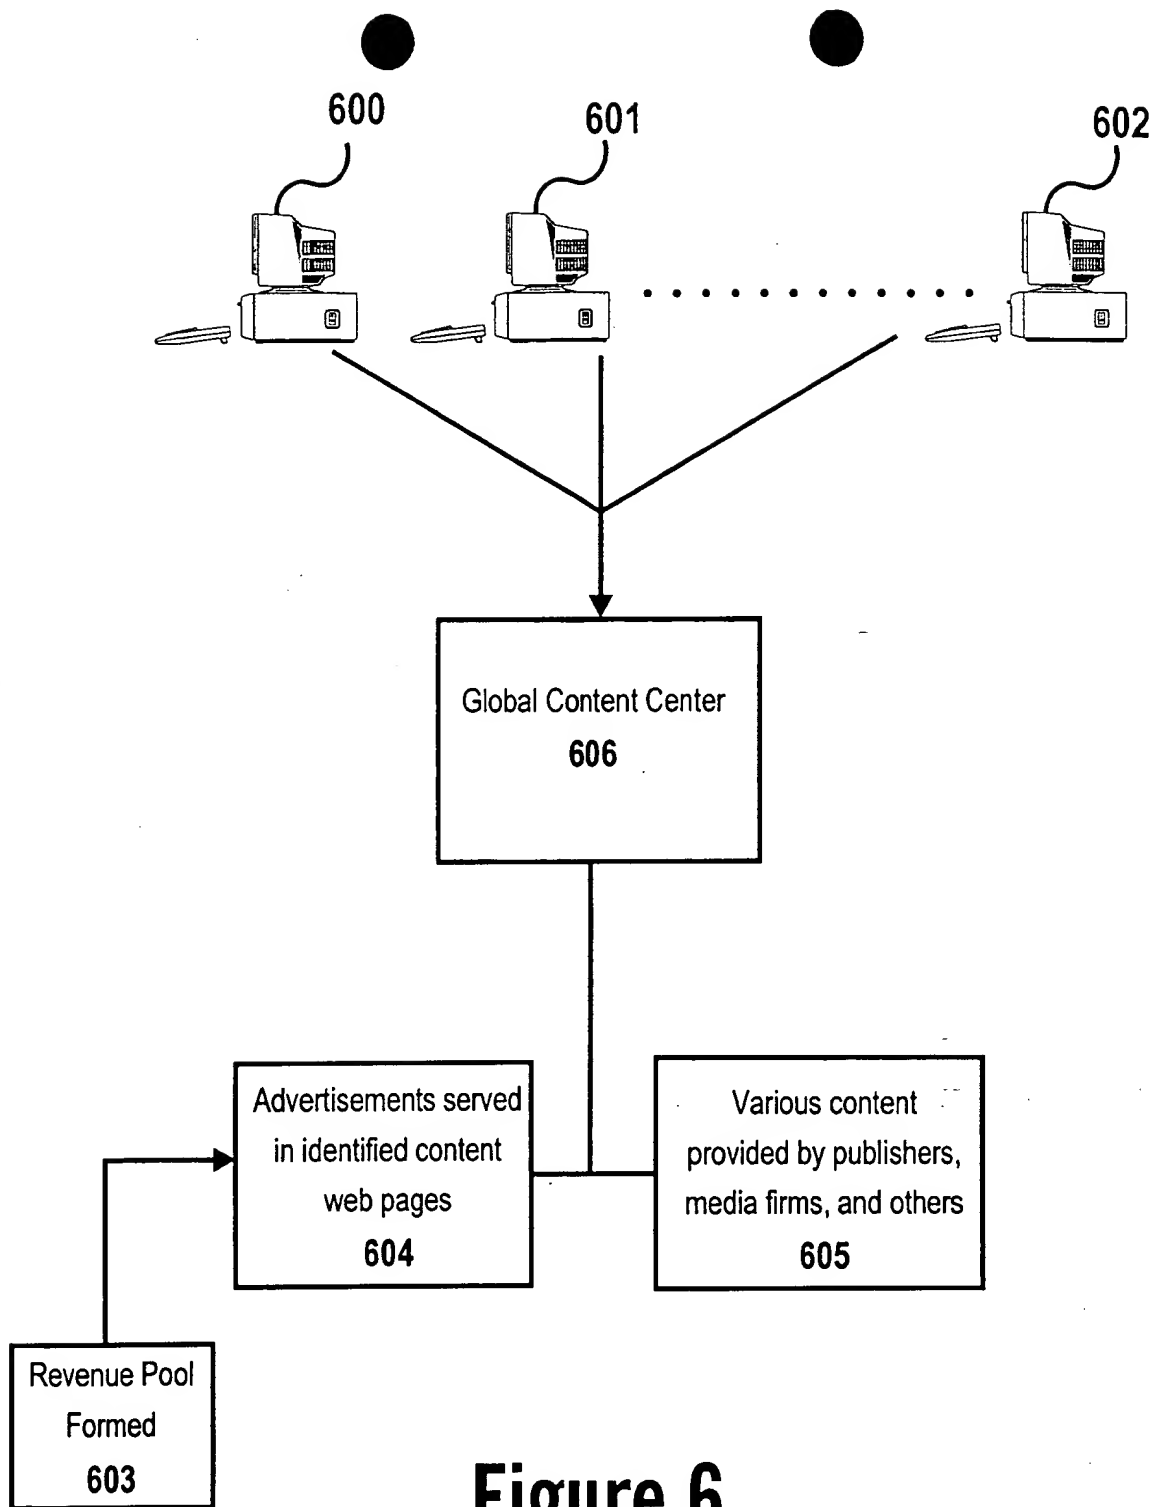 600
601
602
Global Content Center
606
Advertisements served
in identified content
web pages
604
Various content
provided by publishers,
media firms, and others
605
Revenue Pool
Formed
603
Figure 6